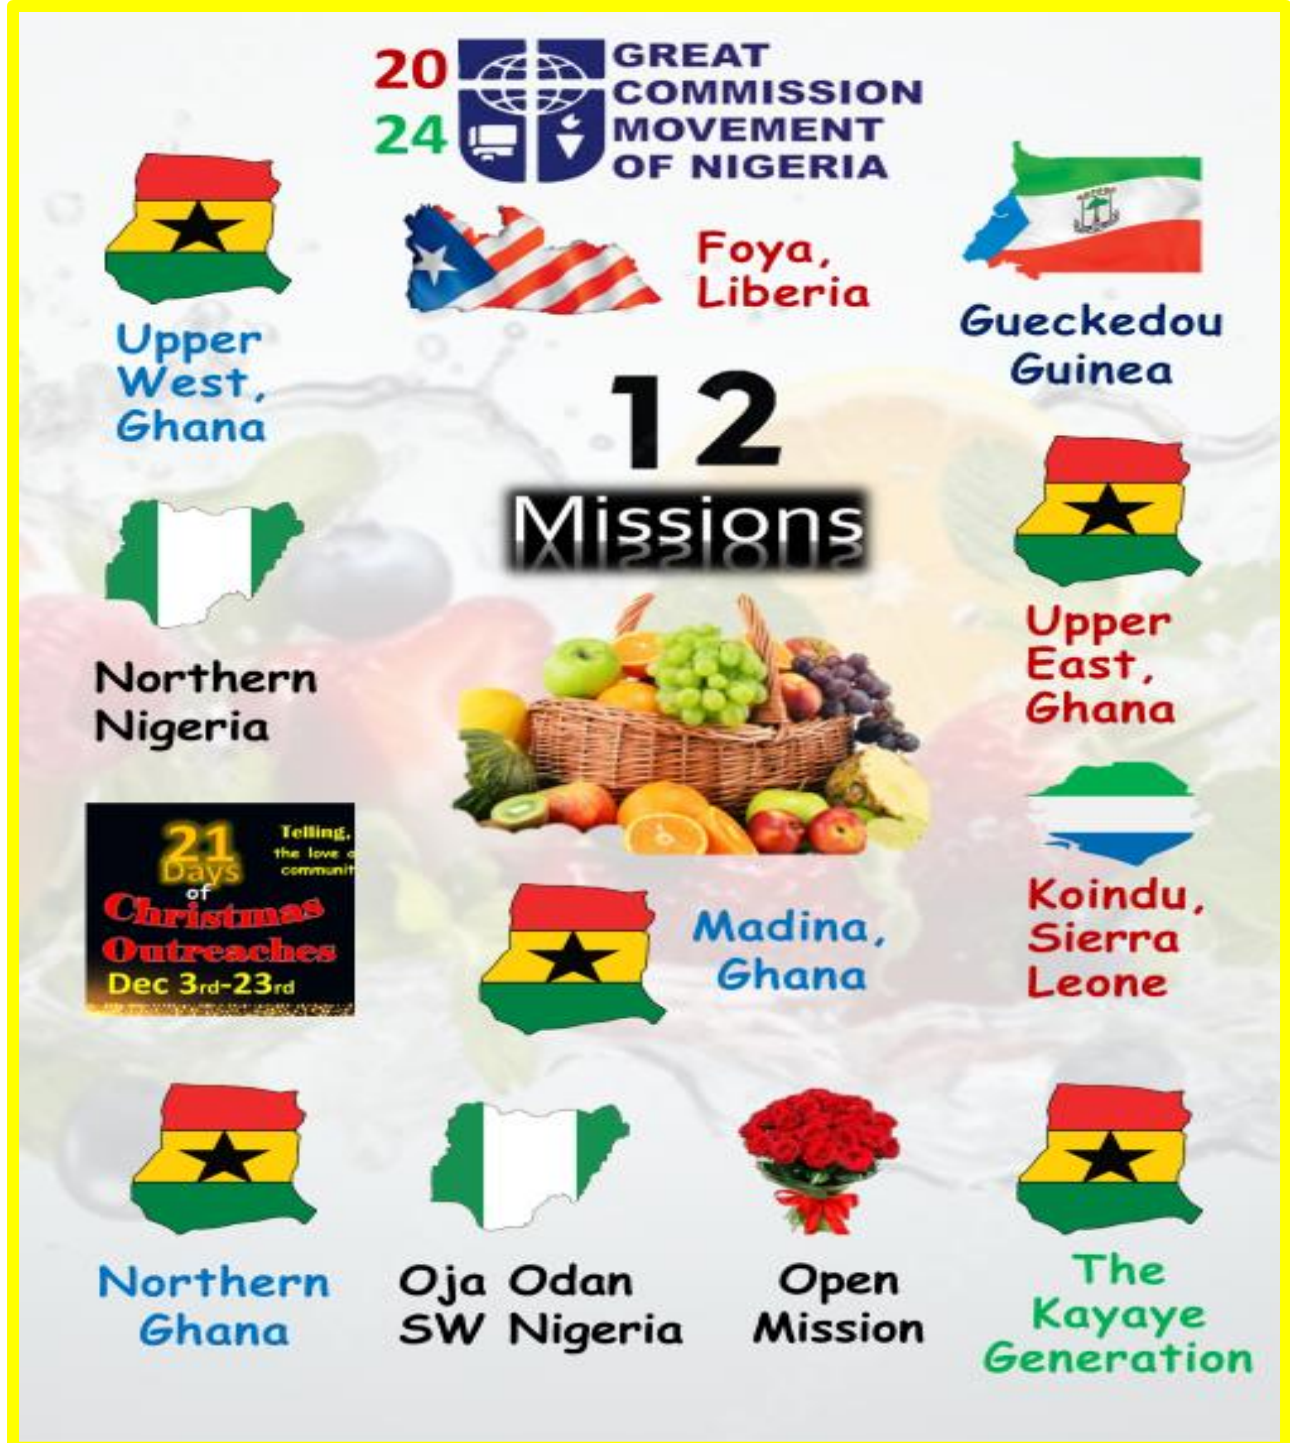 20
24
GREAT
COMMISSION
MOVEMENT
OF NIGERIA
Foya,
Liberia
Gueckedou
Guinea
Upper
West,
Ghana
12
Missions
Northern
Nigeria
Upper
East,
Ghana
21
Days
of
Christmas
Outreaches
Dec 3rd-23rd
Telling,
the love
communit
Madina,
Ghana
Koindu,
Sierra
Leone
Northern
Ghana
Oja Odan
SW Nigeria
Open
Mission
The
Kayaye
Generation